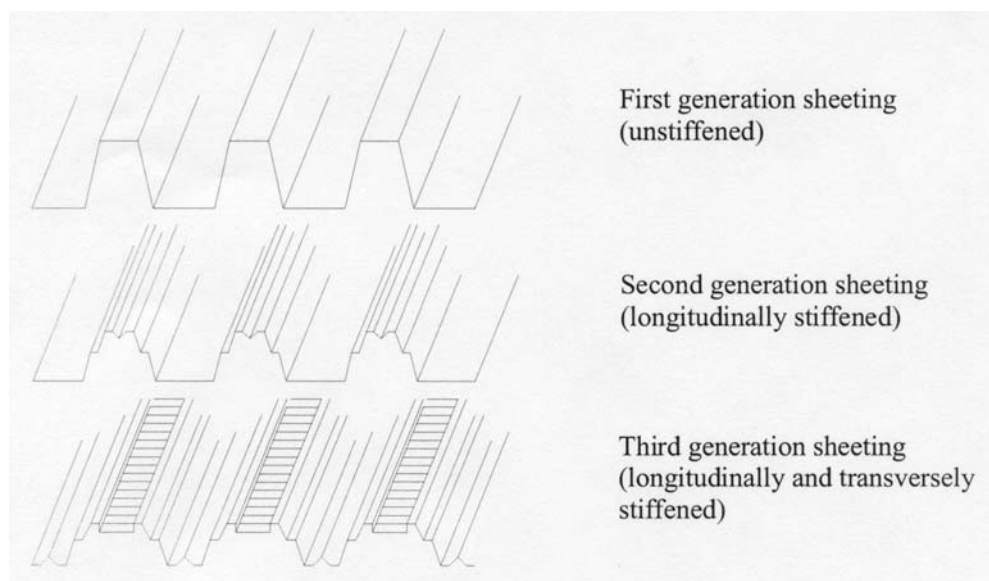 First generation sheeting
(unstiffened)
Second generation sheeting
(longitudinally stiffened)
Third generation sheeting
(longitudinally and transversely
stiffened)